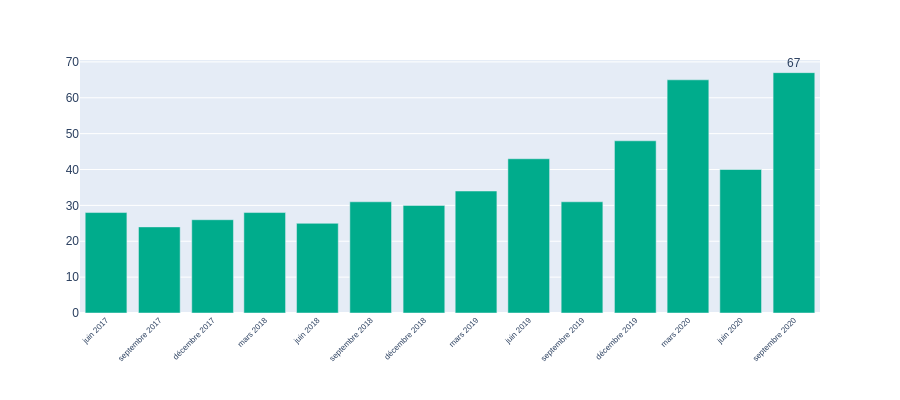 70
67
60
50
40
30
20
10
0
juin 2017
septembre 2017
décembre 2017
mars 2018
juin 2018
septembre 2018
décembre 2018
mars 2019
juin 2019
septembre 2019
décembre 2019
mars 2020
juin 2020
septembre 2020